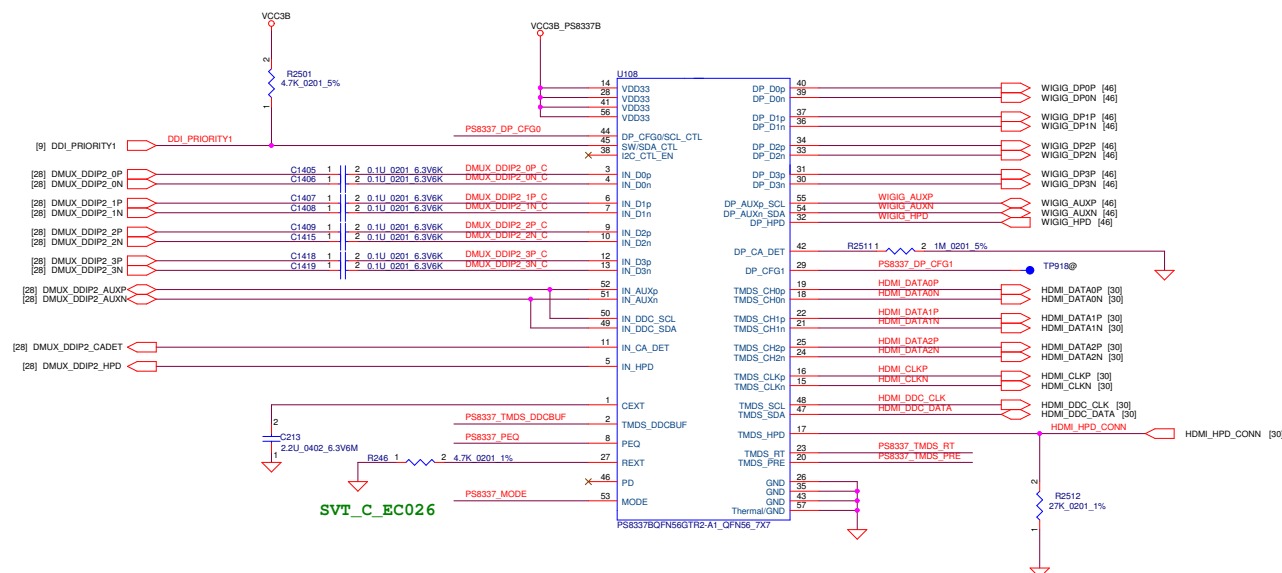 VCC3B
VCC3B_PS8337B
2
R2501
4.7K_0201_5%
1
U108
14 VDD33
28 VDD33
41 VDD33
56 VDD33
PS8337_DP_CFG0 44 DP_CFG0/SCL_CTL
[9] DDI_PRIORITY1 DDI_PRIORITY1 45 SW/SDA_CTL
38 I2C_CTL_EN
[28] DMUX_DDIP2_0P C1405 1 2 0.1U_0201_6.3V6K DMUX_DDIP2_0P_C 3 IN_D0p
[28] DMUX_DDIP2_0N C1406 1 2 0.1U_0201_6.3V6K DMUX_DDIP2_0N_C 4 IN_D0n
[28] DMUX_DDIP2_1P C1407 1 2 0.1U_0201_6.3V6K DMUX_DDIP2_1P_C 6 IN_D1p
[28] DMUX_DDIP2_1N C1408 1 2 0.1U_0201_6.3V6K DMUX_DDIP2_1N_C 7 IN_D1n
[28] DMUX_DDIP2_2P C1409 1 2 0.1U_0201_6.3V6K DMUX_DDIP2_2P_C 9 IN_D2p
[28] DMUX_DDIP2_2N C1415 1 2 0.1U_0201_6.3V6K DMUX_DDIP2_2N_C 10 IN_D2n
[28] DMUX_DDIP2_3P C1418 1 2 0.1U_0201_6.3V6K DMUX_DDIP2_3P_C 12 IN_D3p
[28] DMUX_DDIP2_3N C1419 1 2 0.1U_0201_6.3V6K DMUX_DDIP2_3N_C 13 IN_D3n
[28] DMUX_DDIP2_AUXP 52 IN_AUXp
[28] DMUX_DDIP2_AUXN 51 IN_AUXn
50 IN_DDC_SCL
49 IN_DDC_SDA
[28] DMUX_DDIP2_CADET 11 IN_CA_DET
[28] DMUX_DDIP2_HPD 5 IN_HPD
1 CEXT
2
C213
2.2U_0402_6.3V6M
1
PS8337_TMDS_DDCBUF 2 TMDS_DDCBUF
PS8337_PEQ 8 PEQ
R246 1 2 4.7K_0201_1% 27 REXT
46 PD
PS8337_MODE 53 MODE
SVT_C_EC026
DP_D0p 40 WIGIG_DP0P [46]
DP_D0n 39 WIGIG_DP0N [46]
DP_D1p 37 WIGIG_DP1P [46]
DP_D1n 36 WIGIG_DP1N [46]
DP_D2p 34 WIGIG_DP2P [46]
DP_D2n 33 WIGIG_DP2N [46]
DP_D3p 31 WIGIG_DP3P [46]
DP_D3n 30 WIGIG_DP3N [46]
DP_AUXp_SCL 55 WIGIG_AUXP WIGIG_AUXP [46]
DP_AUXn_SDA 54 WIGIG_AUXN WIGIG_AUXN [46]
DP_HPD 32 WIGIG_HPD WIGIG_HPD [46]
DP_CA_DET 42 R2511 1 2 1M_0201_5%
DP_CFG1 29 PS8337_DP_CFG1 TP918@
TMDS_CH0p 19 HDMI_DATA0P HDMI_DATA0P [30]
TMDS_CH0n 18 HDMI_DATA0N HDMI_DATA0N [30]
TMDS_CH1p 22 HDMI_DATA1P HDMI_DATA1P [30]
TMDS_CH1n 21 HDMI_DATA1N HDMI_DATA1N [30]
TMDS_CH2p 25 HDMI_DATA2P HDMI_DATA2P [30]
TMDS_CH2n 24 HDMI_DATA2N HDMI_DATA2N [30]
TMDS_CLKp 16 HDMI_CLKP HDMI_CLKP [30]
TMDS_CLKn 15 HDMI_CLKN HDMI_CLKN [30]
TMDS_SCL 48 HDMI_DDC_CLK HDMI_DDC_CLK [30]
TMDS_SDA 47 HDMI_DDC_DATA HDMI_DDC_DATA [30]
TMDS_HPD 17 HDMI_HPD_CONN HDMI_HPD_CONN [30]
TMDS_RT 23 PS8337_TMDS_RT
TMDS_PRE 20 PS8337_TMDS_PRE
GND 26
GND 35
GND 43
Thermal/GND 57
2
R2512
27K_0201_1%
1
PS8337BQFN56GTR2-A1_QFN56_7X7